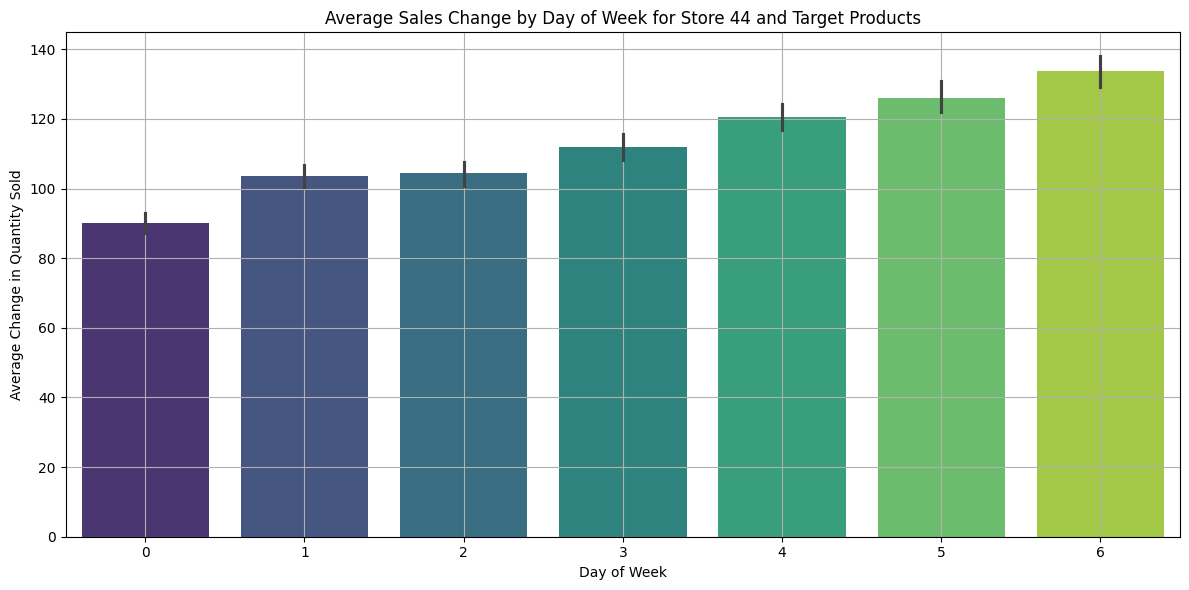 Average Sales Change by Day of Week for Store 44 and Target Products
Average Change in Quantity Sold
140
120
100
80
60
40
20
0
0 1 2 3 4 5 6
Day of Week